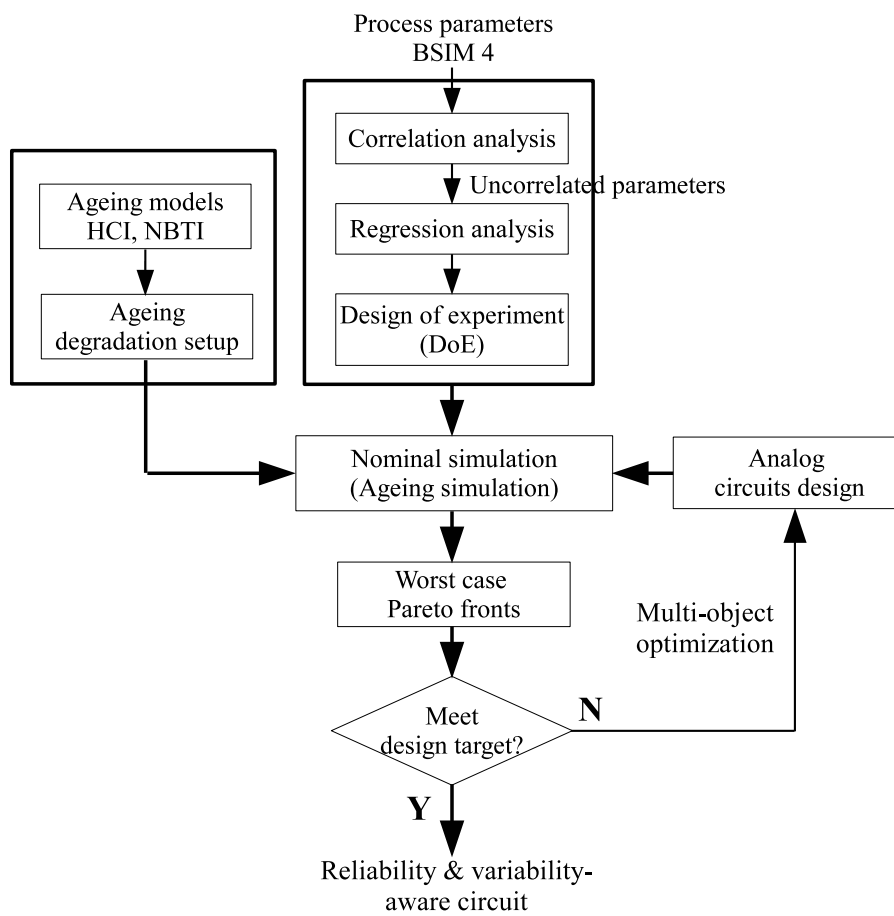 Process parameters
BSIM 4
Correlation analysis
Uncorrelated parameters
Ageing models
HCI, NBTI
Regression analysis
Ageing
degradation setup
Design of experiment
(DoE)
Nominal simulation
(Ageing simulation)
Analog
circuits design
Worst case
Pareto fronts
Multi-object
optimization
Meet
design target?
N
Y
Reliability & variability-
aware circuit